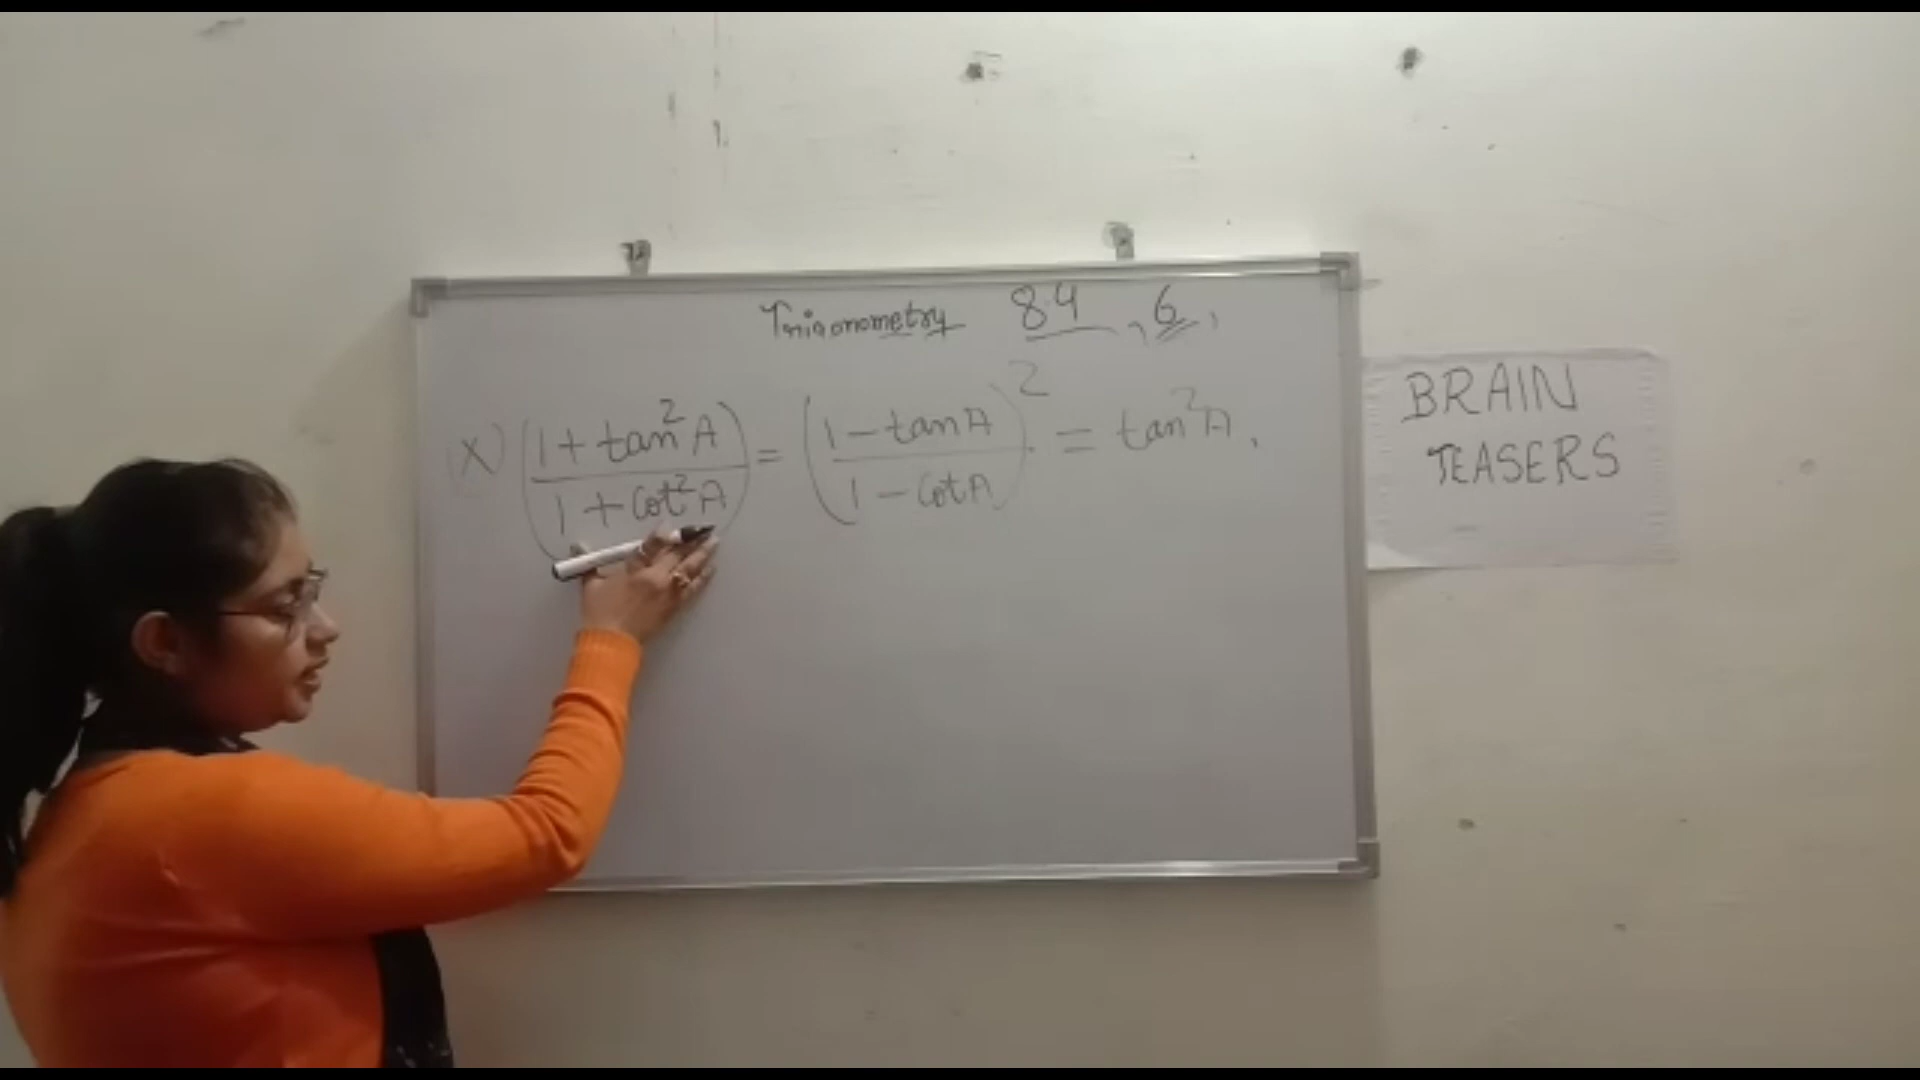 Trigonometry 8.4, 6,
X) (1 + tan²A / 1 + cot²A) = (1 - tanA / 1 - cotA)² = tan²A.
BRAIN
TEASERS